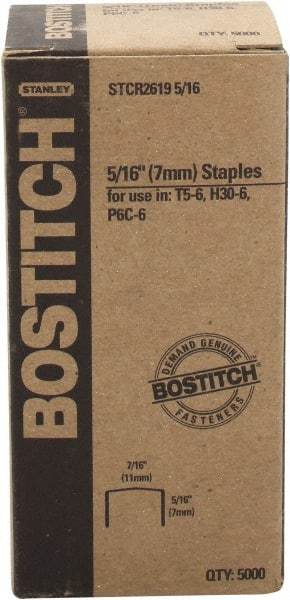 QTY: 5000
STANLEY
BOSTITCH®
STCR2619 5/16
5/16" (7mm) Staples
for use in: T5-6, H30-6,
P6C-6
DEMAND GENUINE
BOSTITCH™
FASTENERS
7/16"
(11mm)
5/16"
(7mm)
QTY: 5000